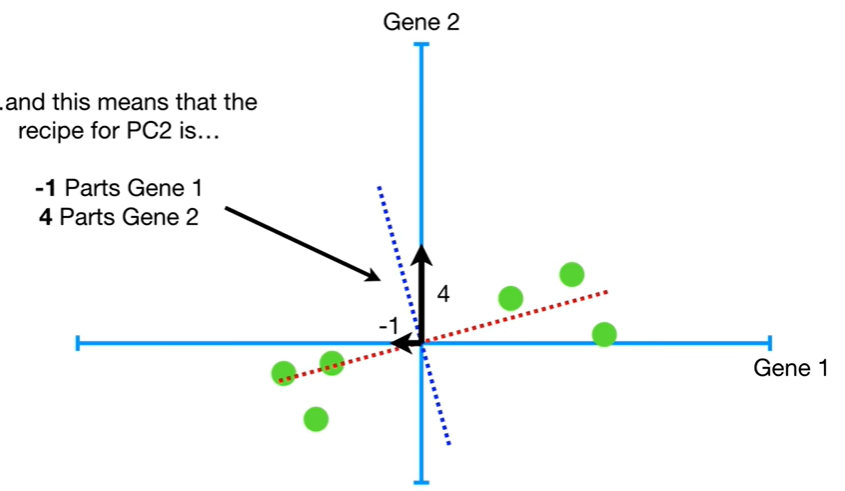 Gene 2
.and this means that the
recipe for PC2 is…
-1 Parts Gene 1
4 Parts Gene 2
4
-1
Gene 1